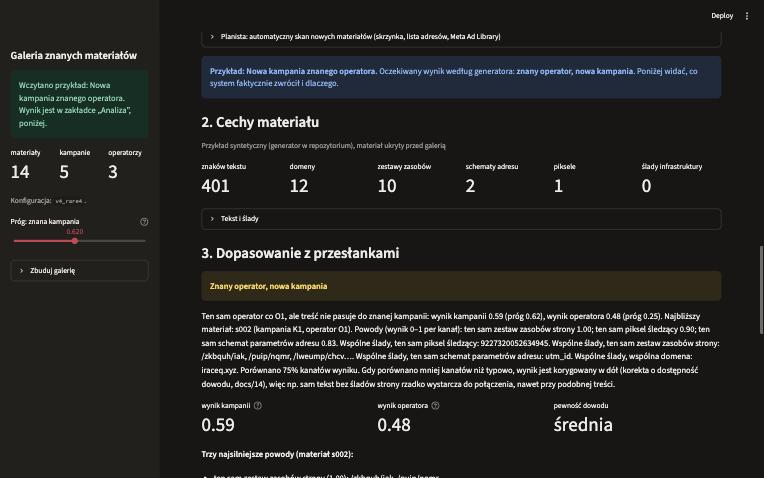 Deploy
Galeria znanych materiałów
Wczytano przykład: Nowa
kampania znanego operatora.
Wynik jest w zakładce „Analiza",
poniżej.
materiały kampanie operatorzy
14 5 3
Konfiguracja: v4_rare4 .
Próg: znana kampania
0.620
Zbuduj galerię
Planista: automatyczny skan nowych materiałów (skrzynka, lista adresów, Meta Ad Library)
Przykład: Nowa kampania znanego operatora. Oczekiwany wynik według generatora: znany operator, nowa kampania. Poniżej widać, co
system faktycznie zwrócił i dlaczego.
2. Cechy materiału
Przykład syntetyczny (generator w repozytorium), materiał ukryty przed galerią
znaków tekstu domeny zestawy zasobów schematy adresu piksele ślady infrastruktury
401 12 10 2 1 0
Tekst i ślady
3. Dopasowanie z przesłankami
Znany operator, nowa kampania
Ten sam operator co O1, ale treść nie pasuje do znanej kampanii: wynik kampanii 0.59 (próg 0.62), wynik operatora 0.48 (próg 0.25). Najbliższy
materiał: s002 (kampania K1, operator O1). Powody (wynik 0–1 per kanał): ten sam zestaw zasobów strony 1.00; ten sam piksel śledzący 0.90; ten
sam schemat parametrów adresu 0.83. Wspólne ślady, ten sam piksel śledzący: 9227320052634945. Wspólne ślady, ten sam zestaw zasobów strony:
/zkbquh/iak, /puip/nqmr, /lweump/chcv…. Wspólne ślady, ten sam schemat parametrów adresu: utm_id. Wspólne ślady, wspólna domena:
iraceq.xyz. Porównano 75% kanałów wyniku. Gdy porównano mniej kanałów niż typowo, wynik jest korygowany w dół (korekta o dostępność
dowodu, docs/14), więc np. sam tekst bez śladów strony rzadko wystarcza do połączenia, nawet przy podobnej treści.
wynik kampanii wynik operatora pewność dowodu
0.59 0.48 średnia
Trzy najsilniejsze powody (materiał s002):
ten sam zestaw zasobów strony (1.00): /zkbquh/iak, /puip/nqmr